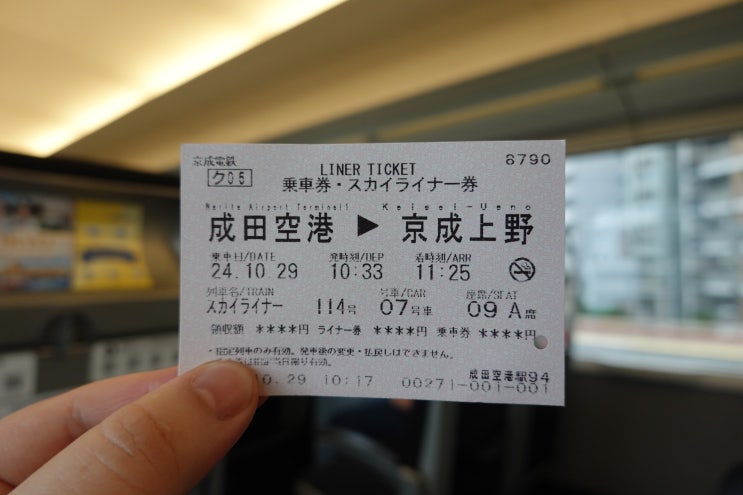 京成電鉄 8790
ク05 LINER TICKET
乗車券・スカイライナー券
Narita Airport Terminal1 Keisei-Ueno
成田空港 ▶ 京成上野
乗車日/DATE 発時刻/DEP 着時刻/ARR
24.10.29 10:33 11:25
列車名/TRAIN 号車/CAR 座席/SEAT
スカイライナー 114号 07号車 09 A席
領収額 ****円 ライナー券 ****円 乗車券 ****円
・指定列車のみ有効。発車後の変更・払戻しはできません。
有効。
成田空港駅94
10.29 10:17 00271-001-001